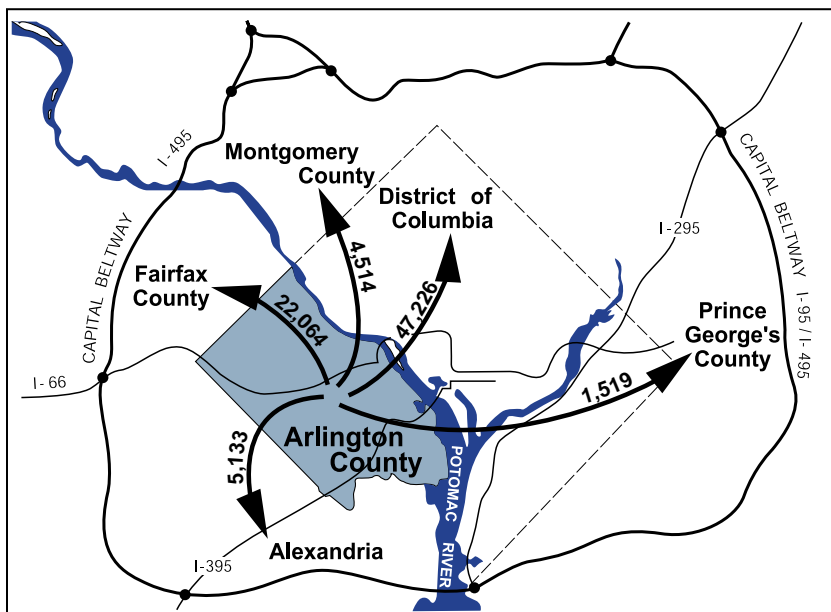 I-495
Montgomery
County
District of
Columbia
CAPITAL BELTWAY
I-295
CAPITAL BELTWAY I-95 / I-495
Fairfax
County
4,514
47,226
22,064
Prince
George's
County
I-66
1,519
Arlington
County
5,133
POTOMAC
RIVER
Alexandria
I-395